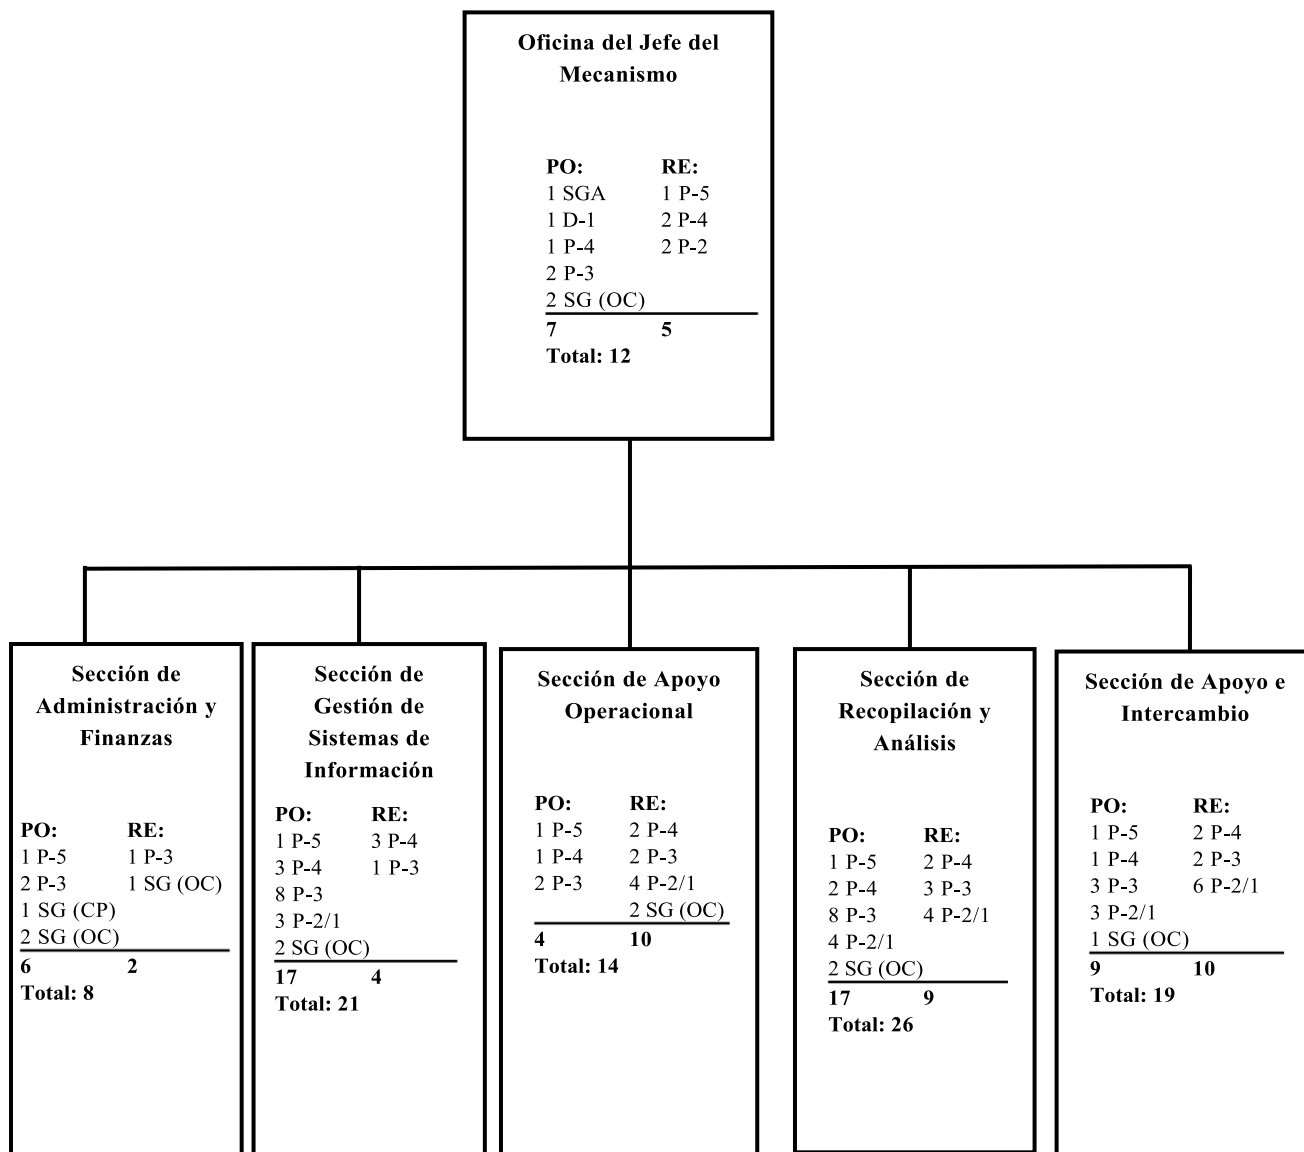 Oficina del Jefe del
Mecanismo
PO: RE:
1 SGA 1 P-5
1 D-1 2 P-4
1 P-4 2 P-2
2 P-3
2 SG (OC)
7 5
Total: 12
Sección de
Administración y
Finanzas
PO: RE:
1 P-5 1 P-3
2 P-3 1 SG (OC)
1 SG (CP)
2 SG (OC)
6 2
Total: 8
Sección de
Gestión de
Sistemas de
Información
PO: RE:
1 P-5 3 P-4
3 P-4 1 P-3
8 P-3
3 P-2/1
2 SG (OC)
17 4
Total: 21
Sección de Apoyo
Operacional
PO: RE:
1 P-5 2 P-4
1 P-4 2 P-3
2 P-3 4 P-2/1
2 SG (OC)
4 10
Total: 14
Sección de
Recopilación y
Análisis
PO: RE:
1 P-5 2 P-4
2 P-4 3 P-3
8 P-3 4 P-2/1
4 P-2/1
2 SG (OC)
17 9
Total: 26
Sección de Apoyo e
Intercambio
PO: RE:
1 P-5 2 P-4
1 P-4 2 P-3
3 P-3 6 P-2/1
3 P-2/1
1 SG (OC)
9 10
Total: 19